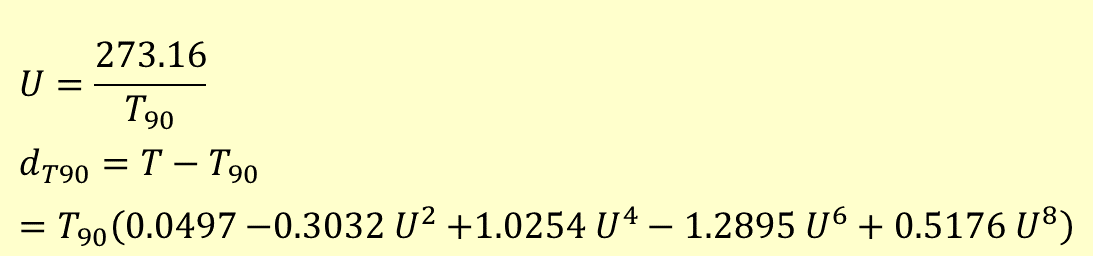 U = 273.16 / T₉₀
d_T90 = T − T₉₀
= T₉₀(0.0497 −0.3032 U² +1.0254 U⁴ − 1.2895 U⁶ + 0.5176 U⁸)